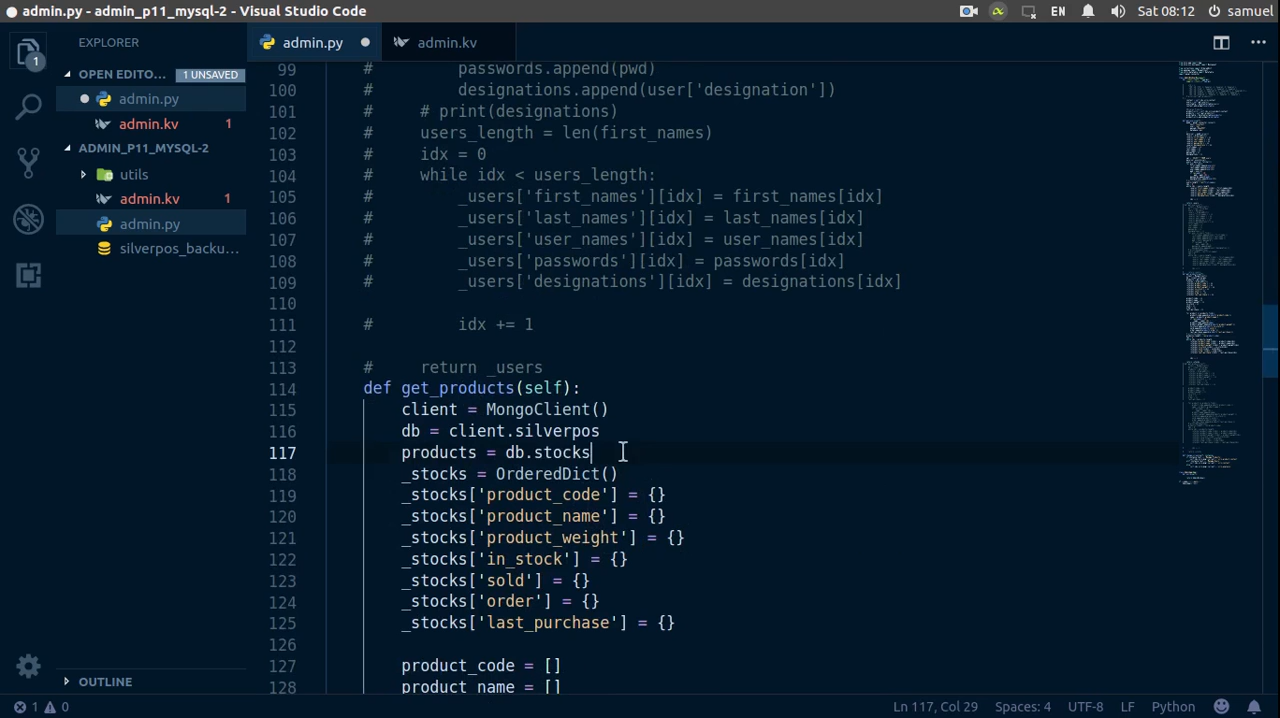 admin.py - admin_p11_mysql-2 - Visual Studio Code
EN
Sat 08:12
samuel
EXPLORER
admin.py
admin.kv
OPEN EDITO...
1 UNSAVED
admin.py
admin.kv 1
ADMIN_P11_MYSQL-2
utils
admin.kv 1
admin.py
silverpos_backu...
OUTLINE
1
99 # passwords.append(pwd)
100 # designations.append(user['designation'])
101 # # print(designations)
102 # users_length = len(first_names)
103 # idx = 0
104 # while idx < users_length:
105 # _users['first_names'][idx] = first_names[idx]
106 # _users['last_names'][idx] = last_names[idx]
107 # _users['user_names'][idx] = user_names[idx]
108 # _users['passwords'][idx] = passwords[idx]
109 # _users['designations'][idx] = designations[idx]
110
111 # idx += 1
112
113 # return _users
114 def get_products(self):
115 client = MongoClient()
116 db = client.silverpos
117 products = db.stocks
118 _stocks = OrderedDict()
119 _stocks['product_code'] = {}
120 _stocks['product_name'] = {}
121 _stocks['product_weight'] = {}
122 _stocks['in_stock'] = {}
123 _stocks['sold'] = {}
124 _stocks['order'] = {}
125 _stocks['last_purchase'] = {}
126
127 product_code = []
128 product_name = []
1 0
Ln 117, Col 29
Spaces: 4
UTF-8
LF
Python